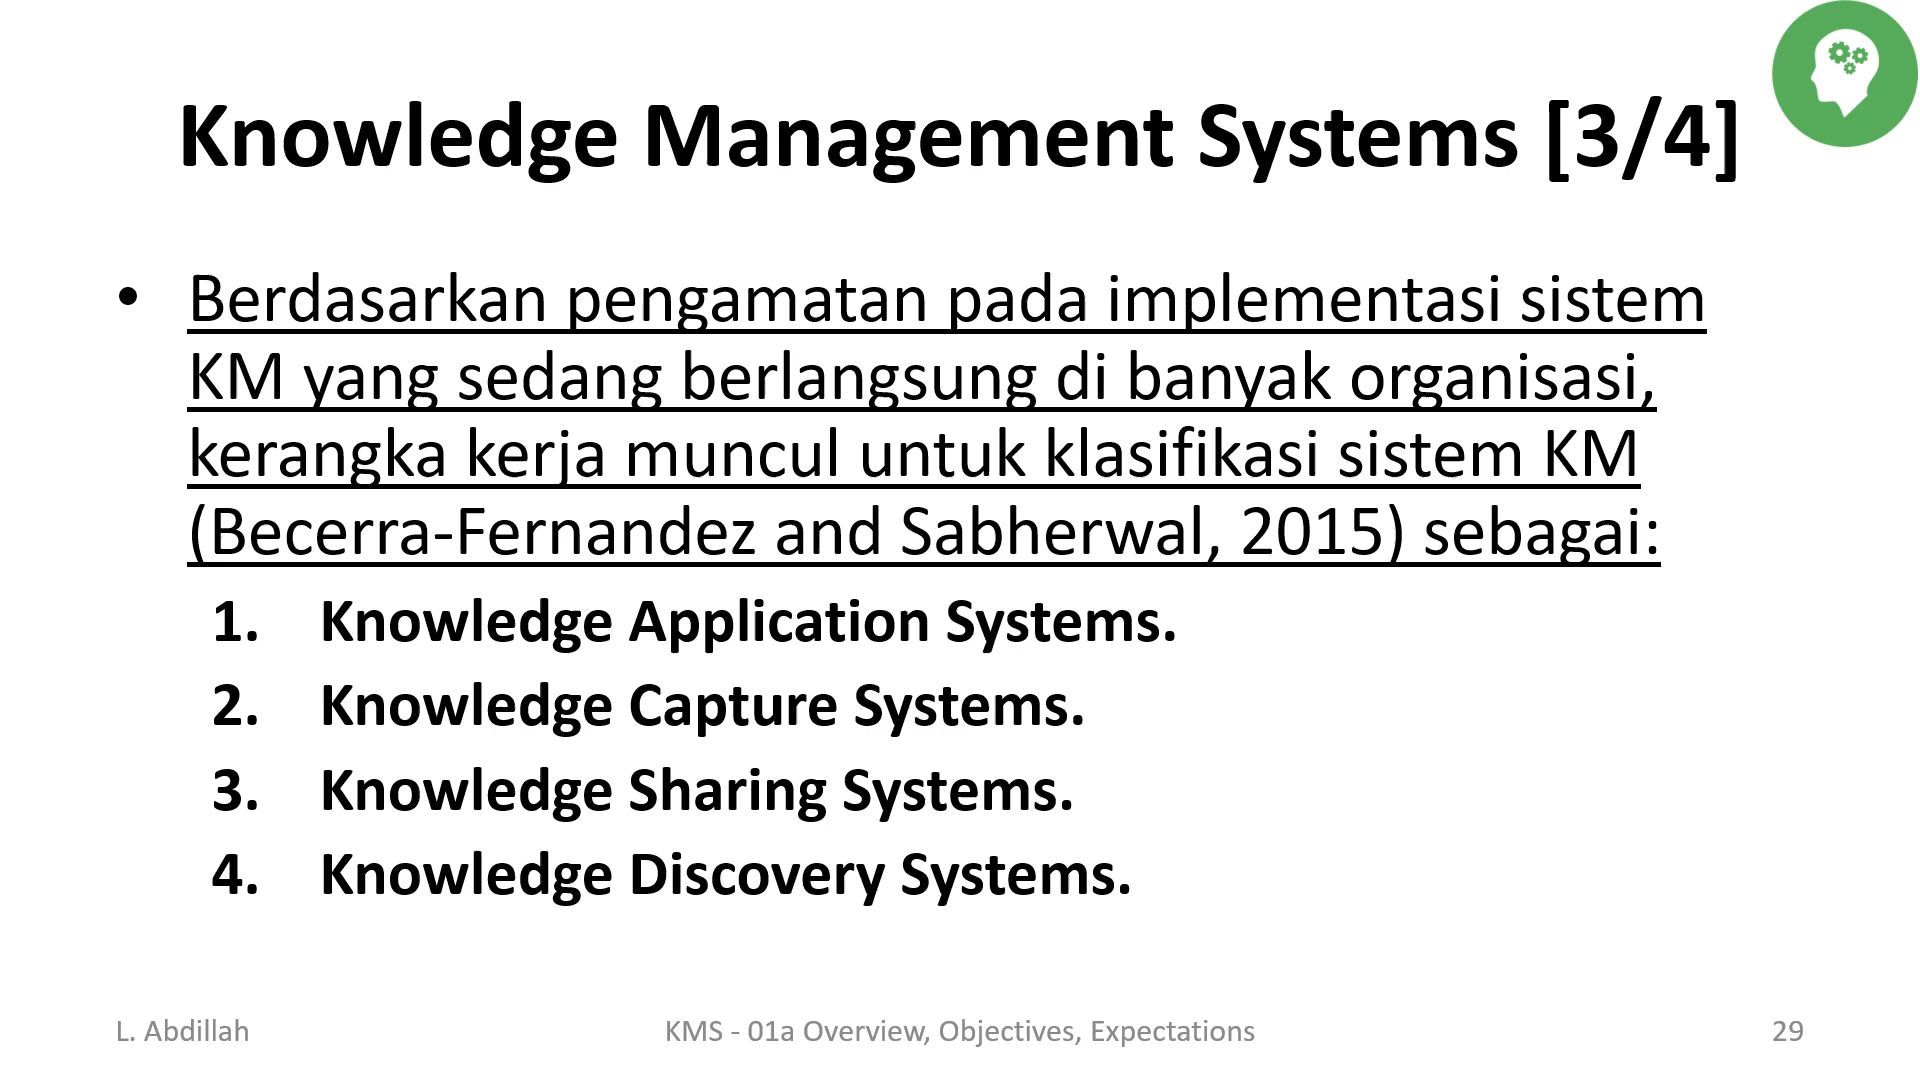 Knowledge Management Systems [3/4]
• Berdasarkan pengamatan pada implementasi sistem
KM yang sedang berlangsung di banyak organisasi,
kerangka kerja muncul untuk klasifikasi sistem KM
(Becerra-Fernandez and Sabherwal, 2015) sebagai:
1. Knowledge Application Systems.
2. Knowledge Capture Systems.
3. Knowledge Sharing Systems.
4. Knowledge Discovery Systems.
L. Abdillah
KMS - 01a Overview, Objectives, Expectations
29